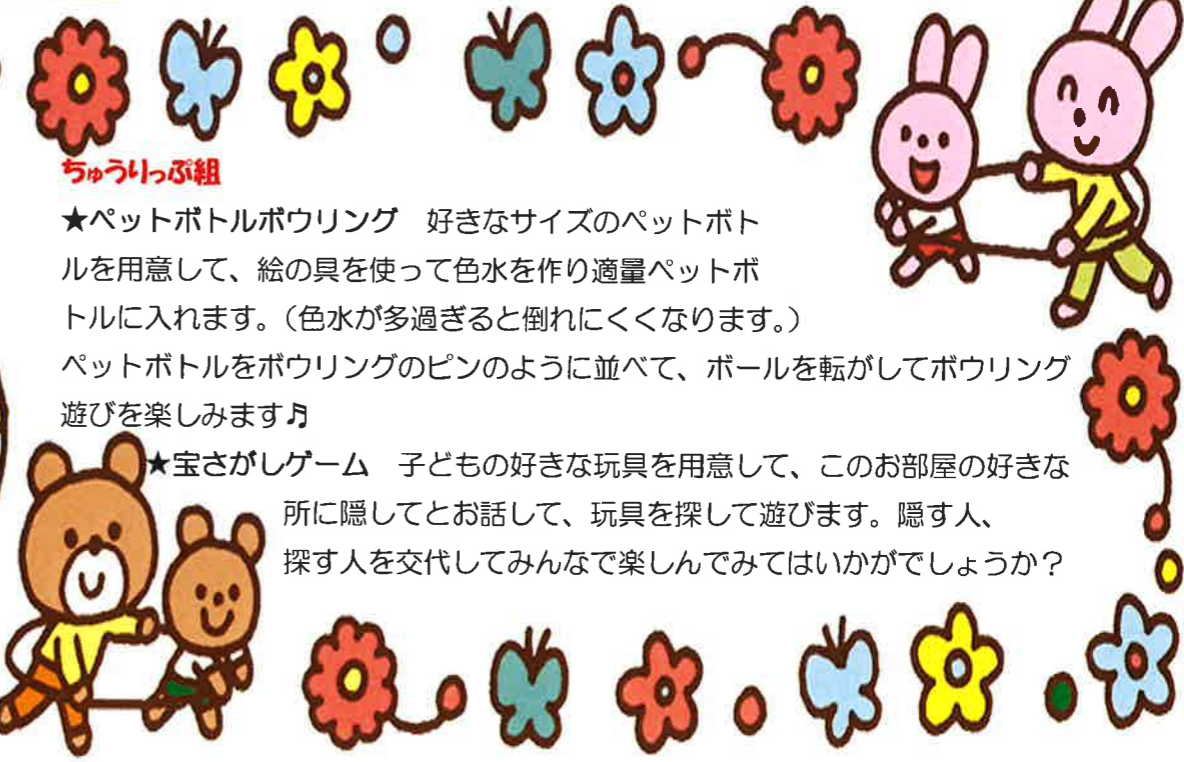 ちゅうりっぷ組
★ペットボトルボウリング　好きなサイズのペットボト
ルを用意して、絵の具を使って色水を作り適量ペットボ
トルに入れます。（色水が多過ぎると倒れにくくなります。）
ペットボトルをボウリングのピンのように並べて、ボールを転がしてボウリング
遊びを楽しみます♬
★宝さがしゲーム　子どもの好きな玩具を用意して、このお部屋の好きな
所に隠してとお話して、玩具を探して遊びます。隠す人、
探す人を交代してみんなで楽しんでみてはいかがでしょうか？